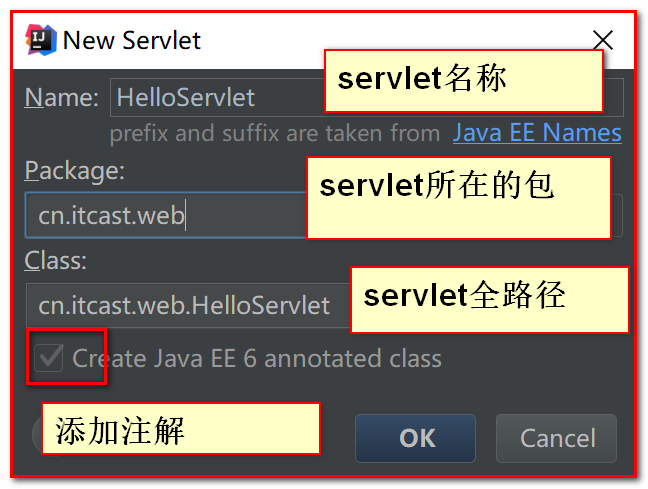 New Servlet
servlet名称
Name: HelloServlet
prefix and suffix are taken from Java EE Names
Package:
servlet所在的包
cn.itcast.web
Class:
servlet全路径
cn.itcast.web.HelloServlet
Create Java EE 6 annotated class
添加注解
OK
Cancel